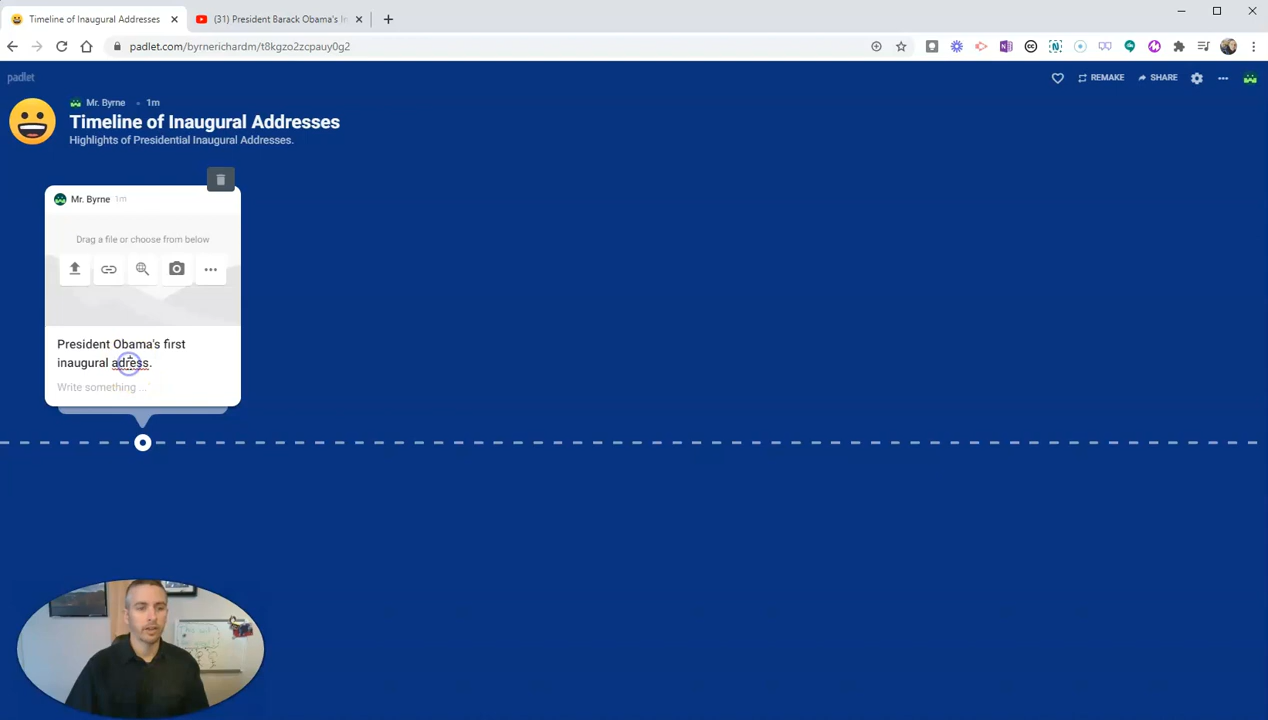 Timeline of Inaugural Addresses
(31) President Barack Obama's In
padlet.com/byrnerichardm/t8kgzo2zcpauy0g2
padlet
REMAKE
SHARE
Mr. Byrne • 1m
Timeline of Inaugural Addresses
Highlights of Presidential Inaugural Addresses.
Mr. Byrne 1m
Drag a file or choose from below
President Obama's first
inaugural adress.
Write something ...